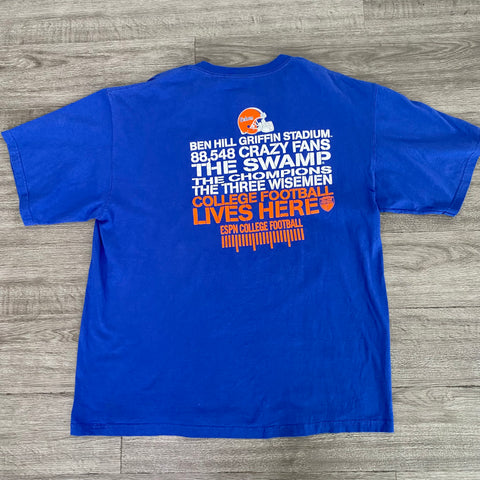 BEN HILL GRIFFIN STADIUM.
88,548 CRAZY FANS
THE SWAMP.
THE CHOMPIONS
THE THREE WISEMEN
COLLEGE FOOTBALL
LIVES HERE
ESPN COLLEGE FOOTBALL